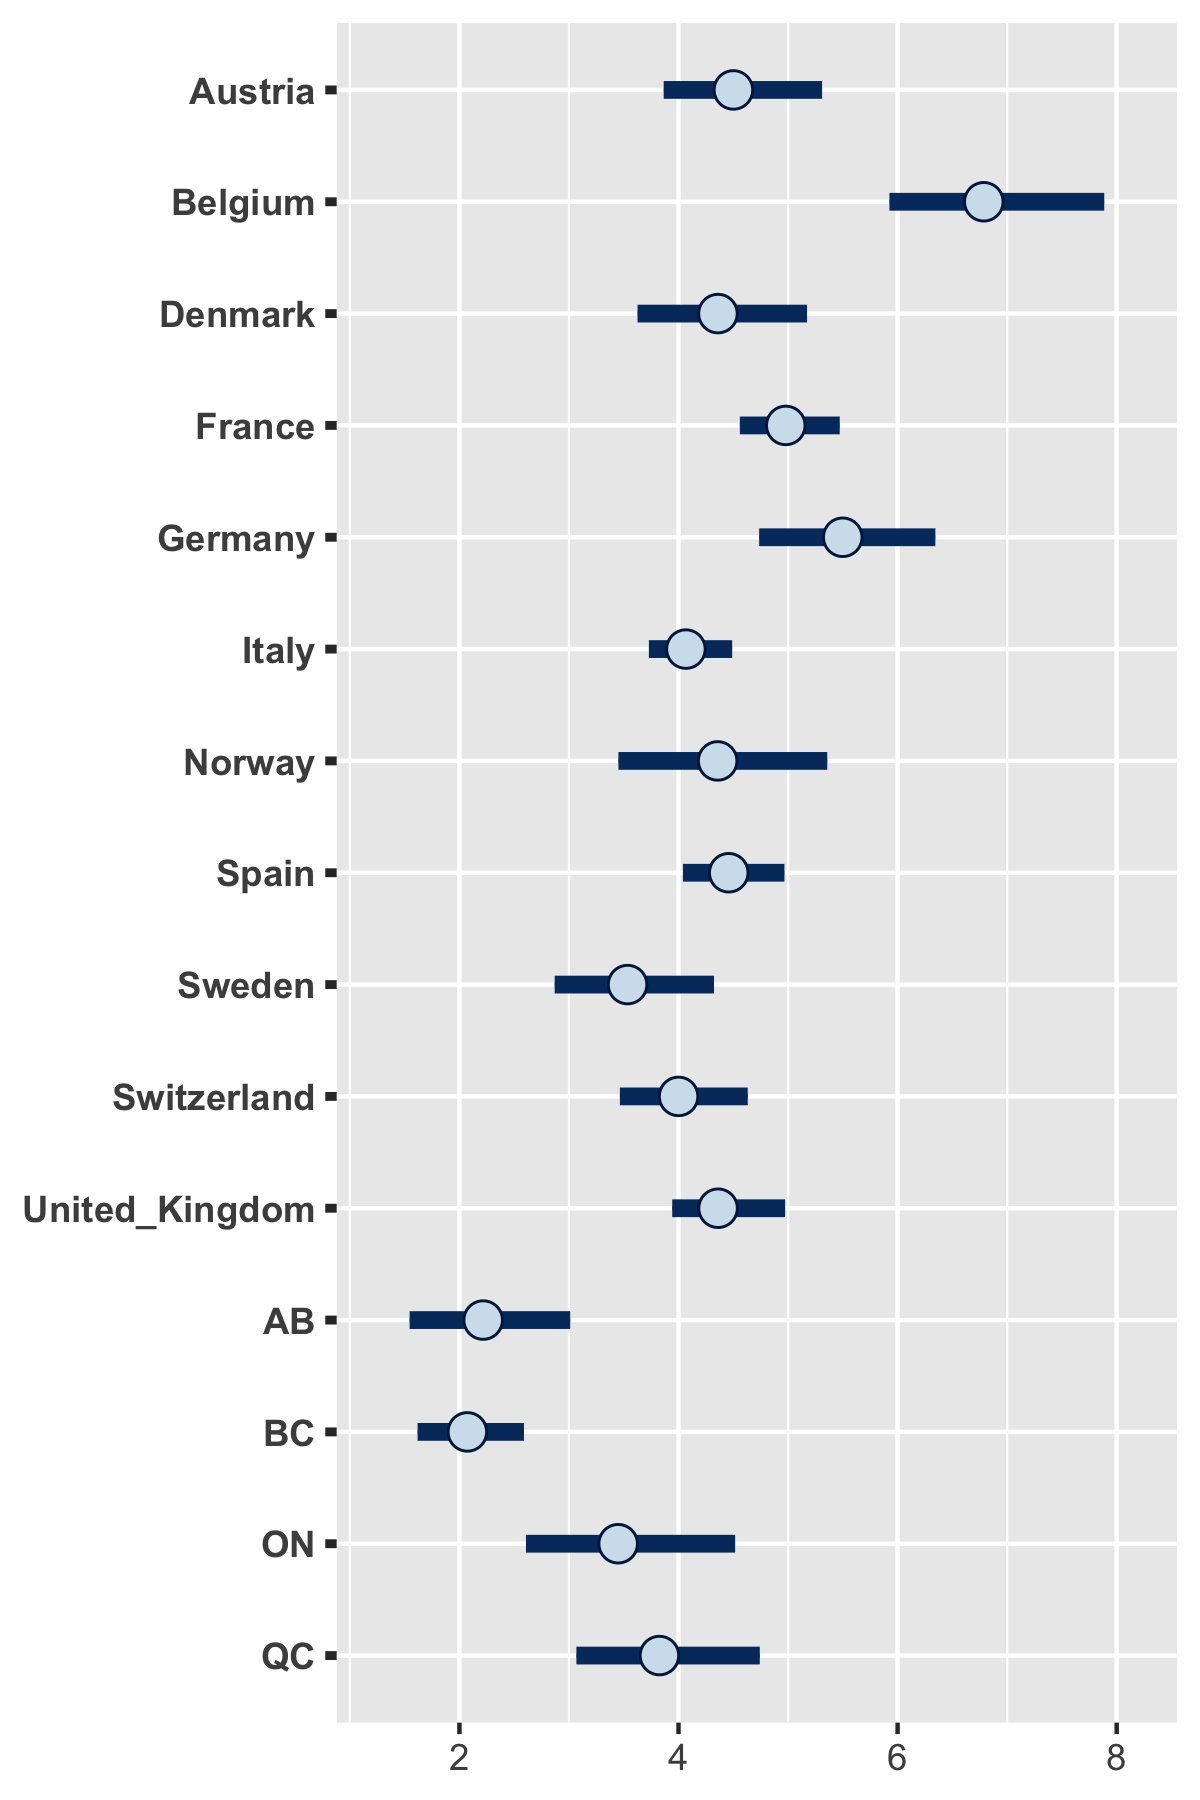 Austria
Belgium
Denmark
France
Germany
Italy
Norway
Spain
Sweden
Switzerland
United_Kingdom
AB
BC
ON
QC
2 4 6 8